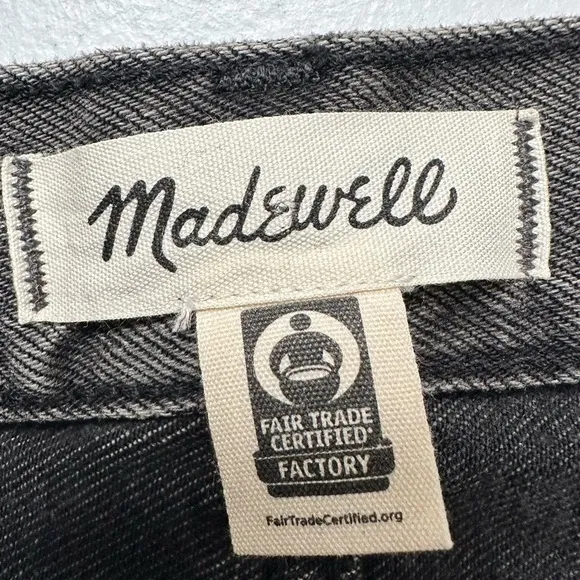 Madewell
FAIR TRADE
CERTIFIED
FACTORY
FairTradeCertified.org